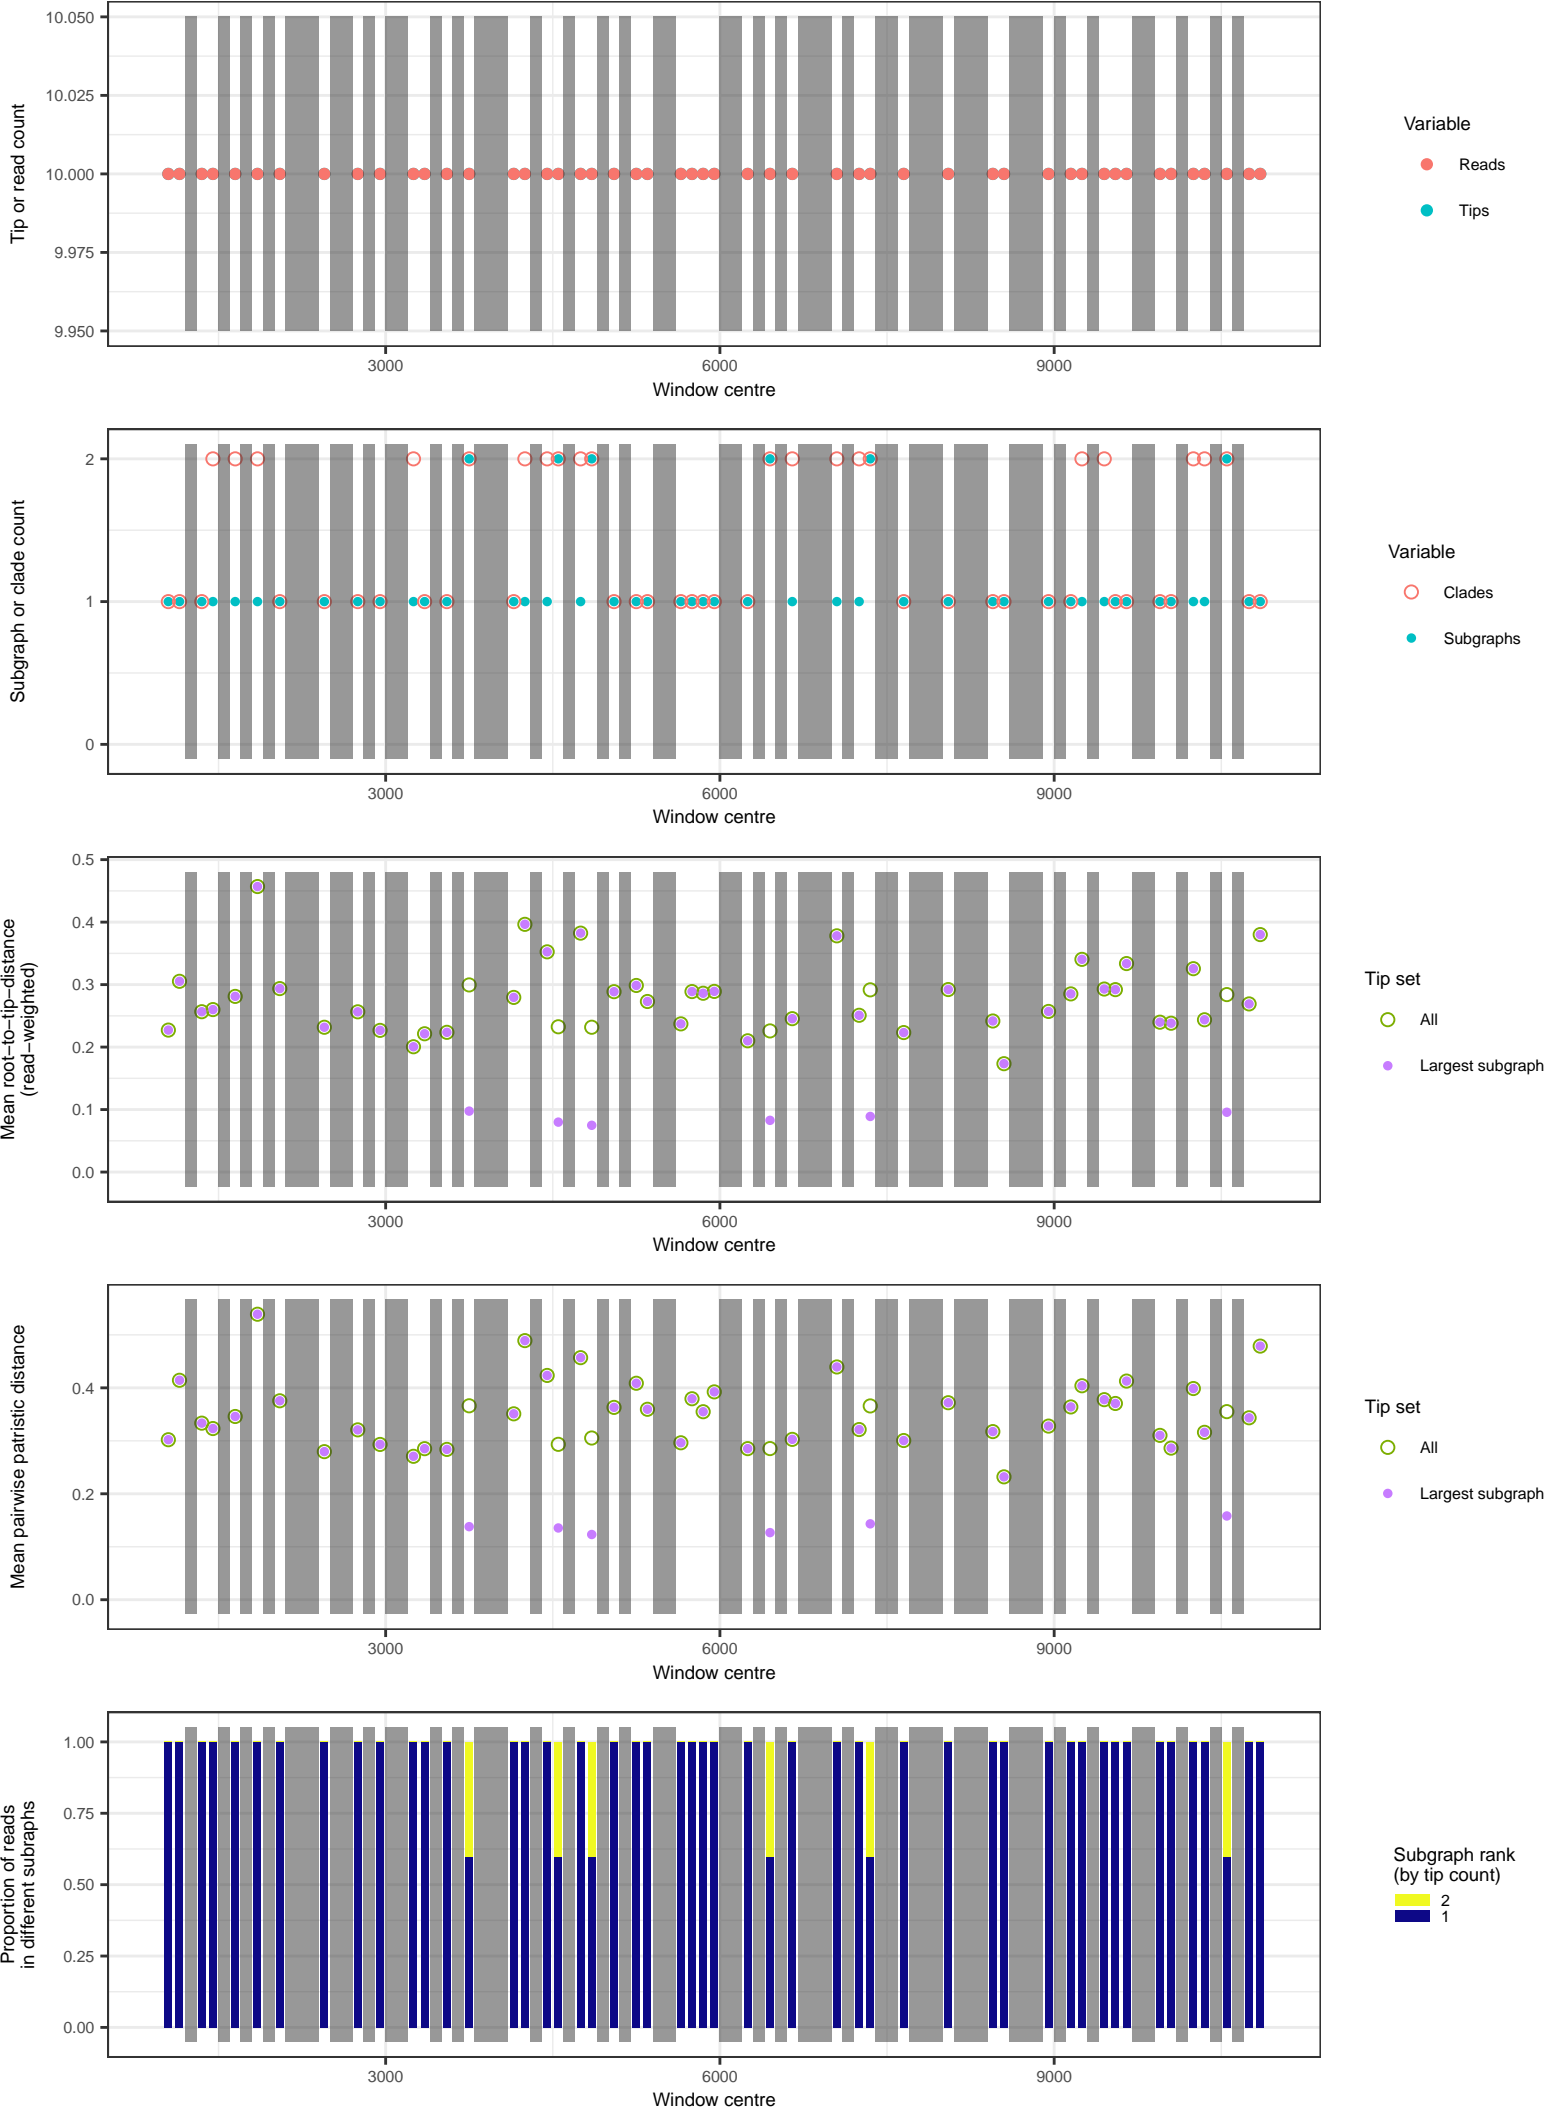 10.050
10.025
10.000
9.975
9.950
Tip or read count
3000
6000
9000
Window centre
Variable
Reads
Tips
2
1
0
Subgraph or clade count
3000
6000
9000
Window centre
Variable
Clades
Subgraphs
0.5
0.4
0.3
0.2
0.1
0.0
Mean root−to−tip−distance
(read−weighted)
3000
6000
9000
Window centre
Tip set
All
Largest subgraph
0.4
0.2
0.0
Mean pairwise patristic distance
3000
6000
9000
Window centre
Tip set
All
Largest subgraph
1.00
0.75
0.50
0.25
0.00
Proportion of reads
in different subraphs
3000
6000
9000
Window centre
Subgraph rank
(by tip count)
2
1